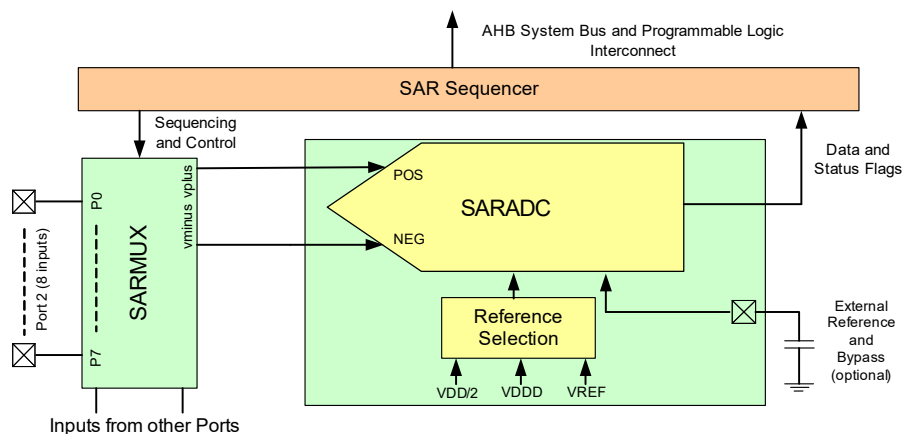 AHB System Bus and Programmable Logic
Interconnect
SAR Sequencer
Sequencing
and Control
Data and
Status Flags
vminus vplus
P0
Port 2 (8 inputs)
SARMUX
P7
POS
SARADC
NEG
Reference
Selection
VDD/2
VDDD
VREF
External
Reference
and
Bypass
(optional)
Inputs from other Ports